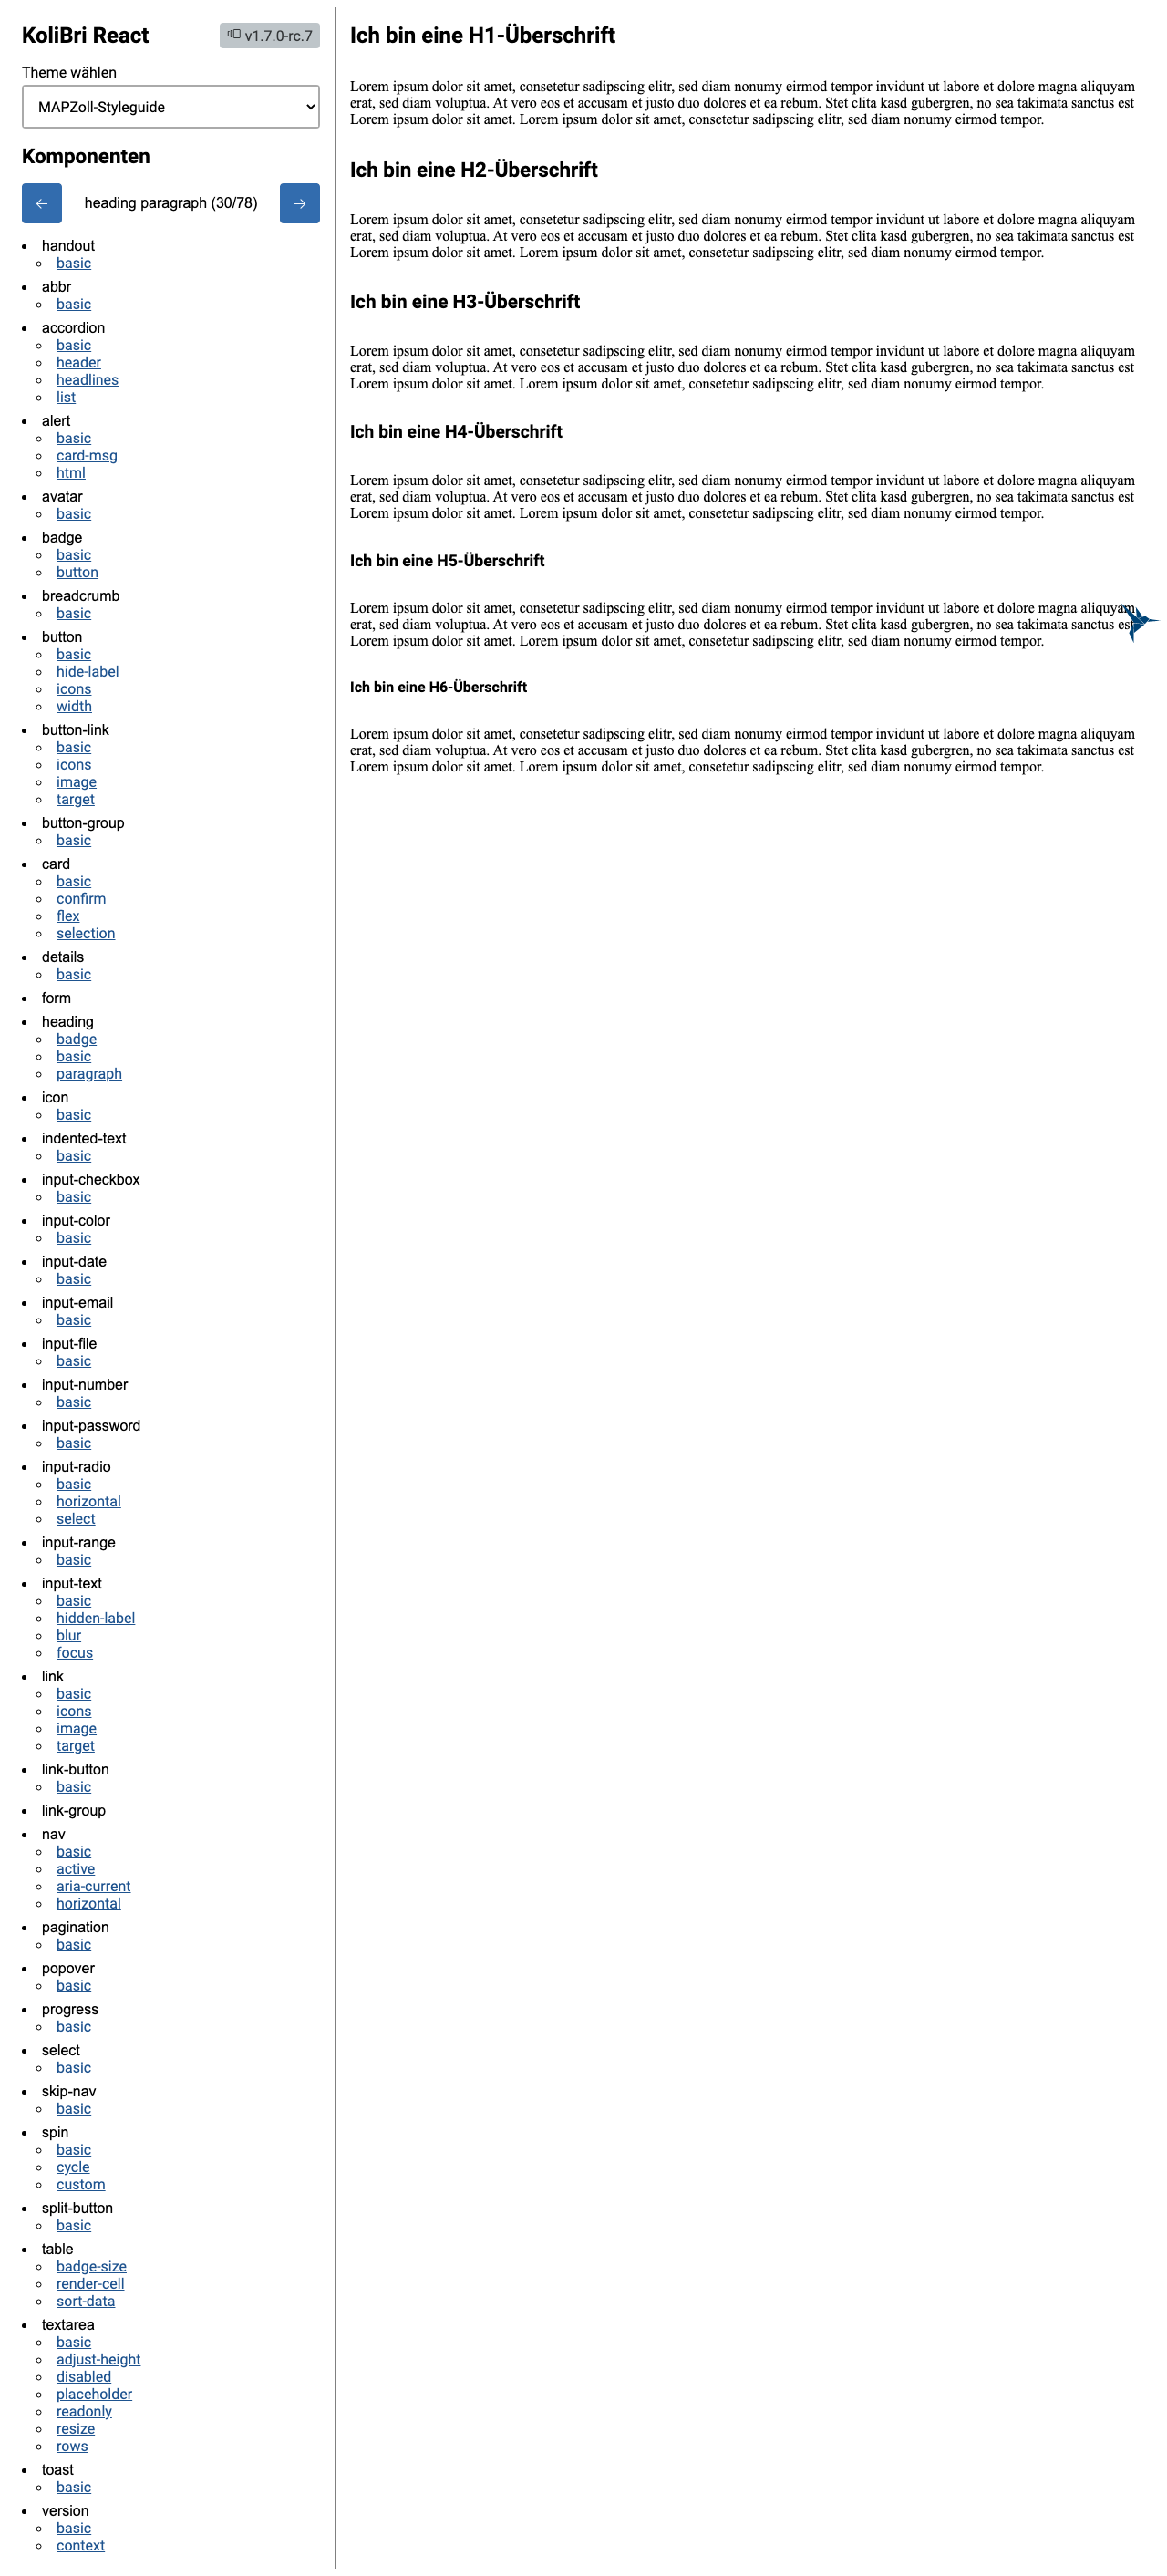 KoliBri React
v1.7.0-rc.7
Theme wählen
MAPZoll-Styleguide
Komponenten
heading paragraph (30/78)
handout
basic
abbr
basic
accordion
basic
header
headlines
list
alert
basic
card-msg
html
avatar
basic
badge
basic
button
breadcrumb
basic
button
basic
hide-label
icons
width
button-link
basic
icons
image
target
button-group
basic
card
basic
confirm
flex
selection
details
basic
form
heading
badge
basic
paragraph
icon
basic
indented-text
basic
input-checkbox
basic
input-color
basic
input-date
basic
input-email
basic
input-file
basic
input-number
basic
input-password
basic
input-radio
basic
horizontal
select
input-range
basic
input-text
basic
hidden-label
blur
focus
link
basic
icons
image
target
link-button
basic
link-group
nav
basic
active
aria-current
horizontal
pagination
basic
popover
basic
progress
basic
select
basic
skip-nav
basic
spin
basic
cycle
custom
split-button
basic
table
badge-size
render-cell
sort-data
textarea
basic
adjust-height
disabled
placeholder
readonly
resize
rows
toast
basic
version
basic
context
Ich bin eine H1-Überschrift
Lorem ipsum dolor sit amet, consetetur sadipscing elitr, sed diam nonumy eirmod tempor invidunt ut labore et dolore magna aliquyam
erat, sed diam voluptua. At vero eos et accusam et justo duo dolores et ea rebum. Stet clita kasd gubergren, no sea takimata sanctus est
Lorem ipsum dolor sit amet. Lorem ipsum dolor sit amet, consetetur sadipscing elitr, sed diam nonumy eirmod tempor.
Ich bin eine H2-Überschrift
Lorem ipsum dolor sit amet, consetetur sadipscing elitr, sed diam nonumy eirmod tempor invidunt ut labore et dolore magna aliquyam
erat, sed diam voluptua. At vero eos et accusam et justo duo dolores et ea rebum. Stet clita kasd gubergren, no sea takimata sanctus est
Lorem ipsum dolor sit amet. Lorem ipsum dolor sit amet, consetetur sadipscing elitr, sed diam nonumy eirmod tempor.
Ich bin eine H3-Überschrift
Lorem ipsum dolor sit amet, consetetur sadipscing elitr, sed diam nonumy eirmod tempor invidunt ut labore et dolore magna aliquyam
erat, sed diam voluptua. At vero eos et accusam et justo duo dolores et ea rebum. Stet clita kasd gubergren, no sea takimata sanctus est
Lorem ipsum dolor sit amet. Lorem ipsum dolor sit amet, consetetur sadipscing elitr, sed diam nonumy eirmod tempor.
Ich bin eine H4-Überschrift
Lorem ipsum dolor sit amet, consetetur sadipscing elitr, sed diam nonumy eirmod tempor invidunt ut labore et dolore magna aliquyam
erat, sed diam voluptua. At vero eos et accusam et justo duo dolores et ea rebum. Stet clita kasd gubergren, no sea takimata sanctus est
Lorem ipsum dolor sit amet. Lorem ipsum dolor sit amet, consetetur sadipscing elitr, sed diam nonumy eirmod tempor.
Ich bin eine H5-Überschrift
Lorem ipsum dolor sit amet, consetetur sadipscing elitr, sed diam nonumy eirmod tempor invidunt ut labore et dolore magna aliquyam
erat, sed diam voluptua. At vero eos et accusam et justo duo dolores et ea rebum. Stet clita kasd gubergren, no sea takimata sanctus est
Lorem ipsum dolor sit amet. Lorem ipsum dolor sit amet, consetetur sadipscing elitr, sed diam nonumy eirmod tempor.
Ich bin eine H6-Überschrift
Lorem ipsum dolor sit amet, consetetur sadipscing elitr, sed diam nonumy eirmod tempor invidunt ut labore et dolore magna aliquyam
erat, sed diam voluptua. At vero eos et accusam et justo duo dolores et ea rebum. Stet clita kasd gubergren, no sea takimata sanctus est
Lorem ipsum dolor sit amet. Lorem ipsum dolor sit amet, consetetur sadipscing elitr, sed diam nonumy eirmod tempor.